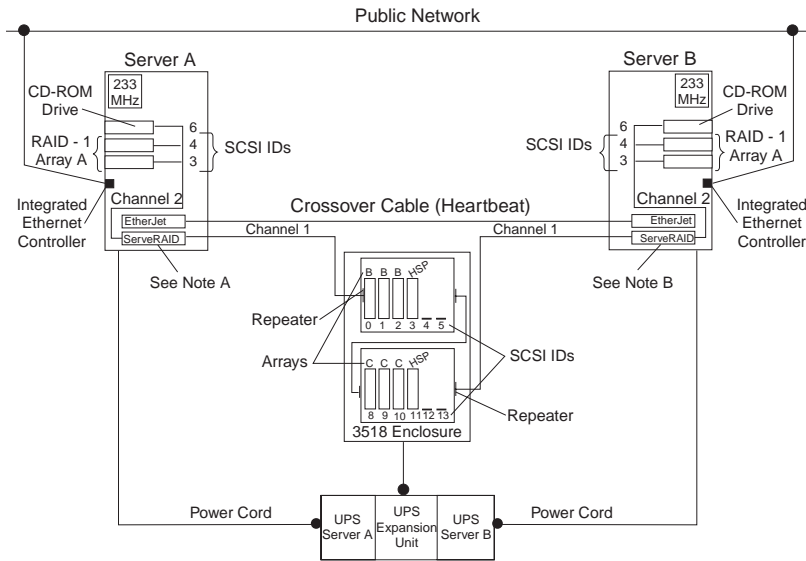 Public Network
Server A
Server B
233
MHz
233
MHz
CD-ROM
Drive
CD-ROM
Drive
6
4
3
6
4
3
RAID - 1
Array A
RAID - 1
Array A
SCSI IDs
SCSI IDs
Integrated
Ethernet
Controller
Integrated
Ethernet
Controller
Channel 2
Channel 2
Crossover Cable (Heartbeat)
EtherJet
EtherJet
Channel 1
Channel 1
ServeRAID
ServeRAID
See Note A
See Note B
B B B HSP
Repeater
0 1 2 3 4 5
Arrays
SCSI IDs
C C C HSP
8 9 10 11 12 13
Repeater
3518 Enclosure
Power Cord
Power Cord
UPS
Server A
UPS
Expansion
Unit
UPS
Server B